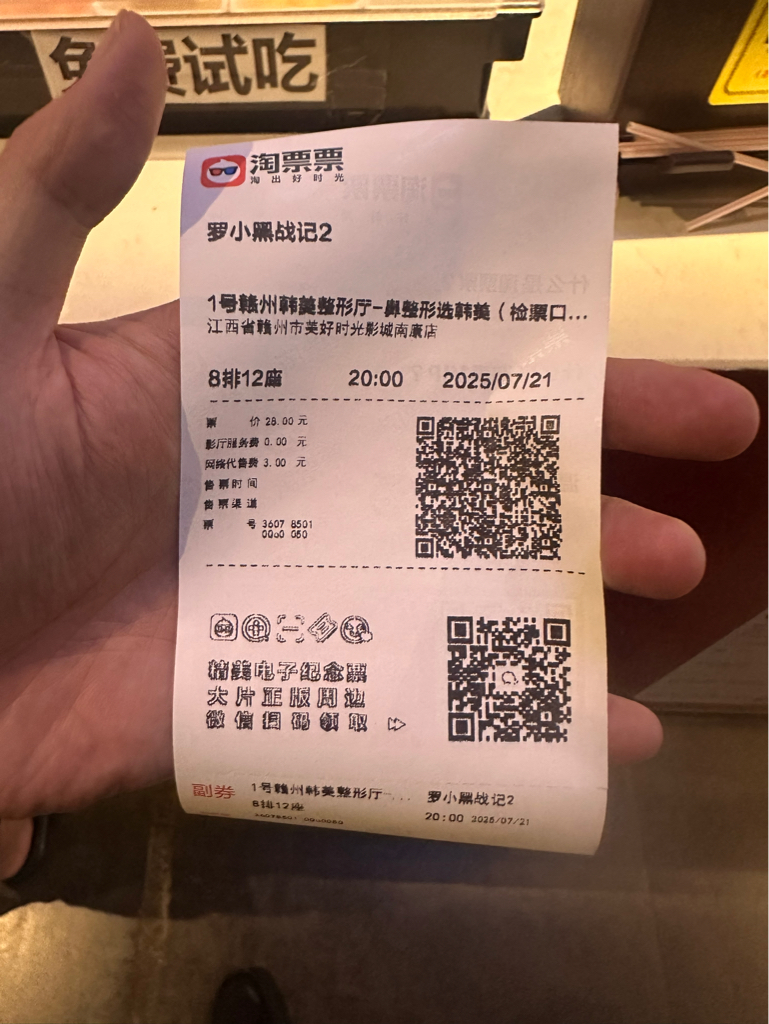 免费试吃
淘票票
淘出好时光
罗小黑战记2
1号赣州韩美整形厅-鼻整形选韩美（检票口...
江西省赣州市美好时光影城南康店
8排12座 20:00 2025/07/21
票 价 28.00 元
影厅服务费 0.00 元
网络代售费 3.00 元
售票时间
售票渠道
票 号 3607 8501
精美电子纪念票
大片正版周边
微信扫码领取
副券 1号赣州韩美整形厅-... 罗小黑战记2
8排12座 20:00 2025/07/21